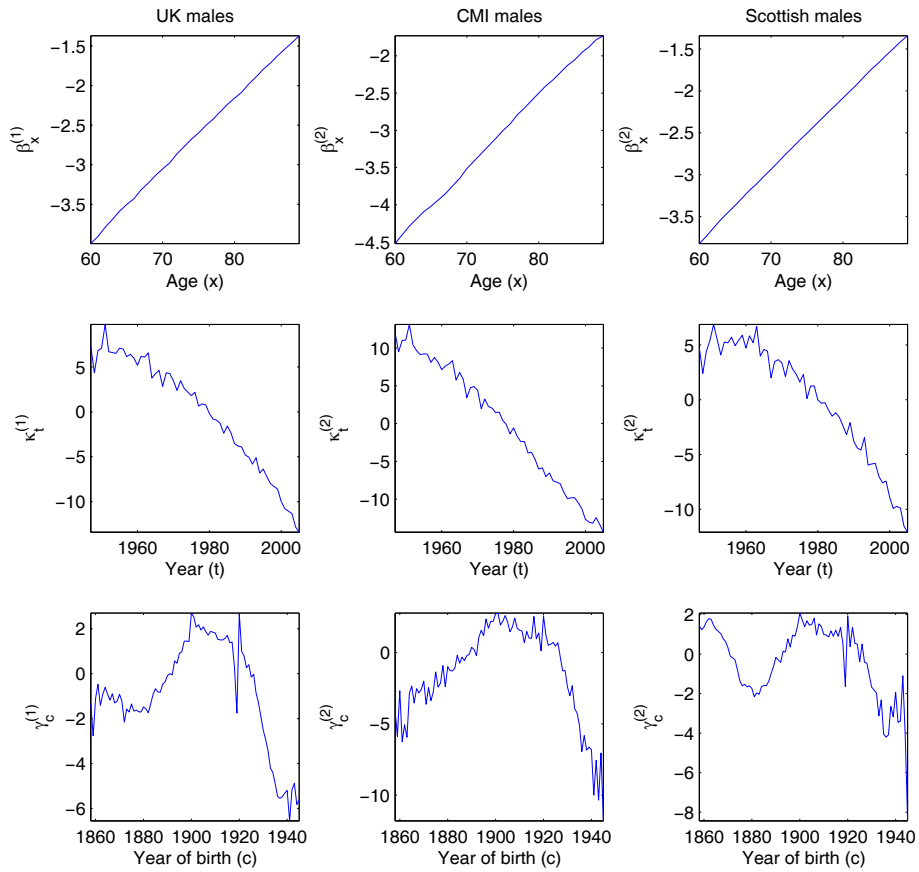 UK males
CMI males
Scottish males
−1.5
−2
−2.5
−3
−3.5
β_x^(1)
60 70 80
Age (x)
−2
−2.5
−3
−3.5
−4
−4.5
β_x^(2)
60 70 80
Age (x)
−1.5
−2
−2.5
−3
−3.5
β_x^(2)
60 70 80
Age (x)
5
0
−5
−10
κ_t^(1)
1960 1980 2000
Year (t)
10
5
0
−5
−10
κ_t^(2)
1960 1980 2000
Year (t)
5
0
−5
−10
κ_t^(2)
1960 1980 2000
Year (t)
2
0
−2
−4
−6
γ_c^(1)
1860 1880 1900 1920 1940
Year of birth (c)
0
−5
−10
γ_c^(2)
1860 1880 1900 1920 1940
Year of birth (c)
2
0
−2
−4
−6
−8
γ_c^(2)
1860 1880 1900 1920 1940
Year of birth (c)